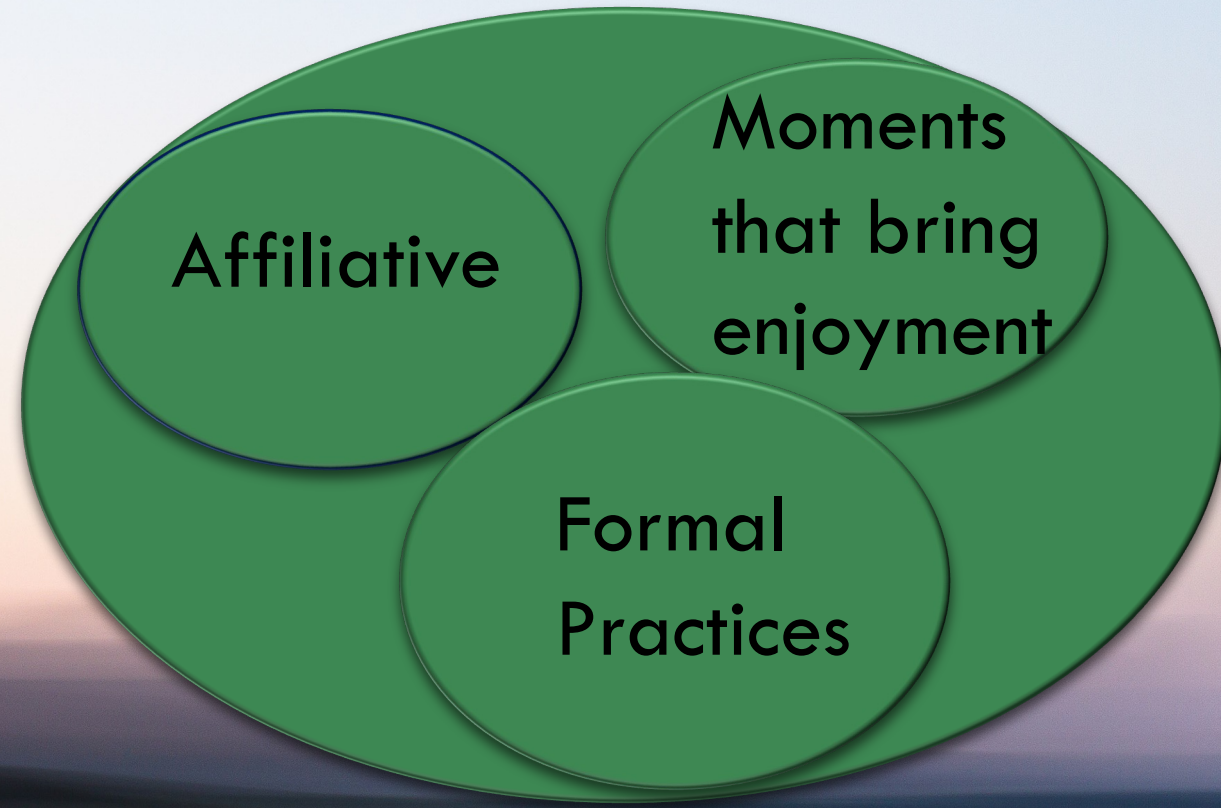 Affiliative
Moments
that bring
enjoyment
Formal
Practices